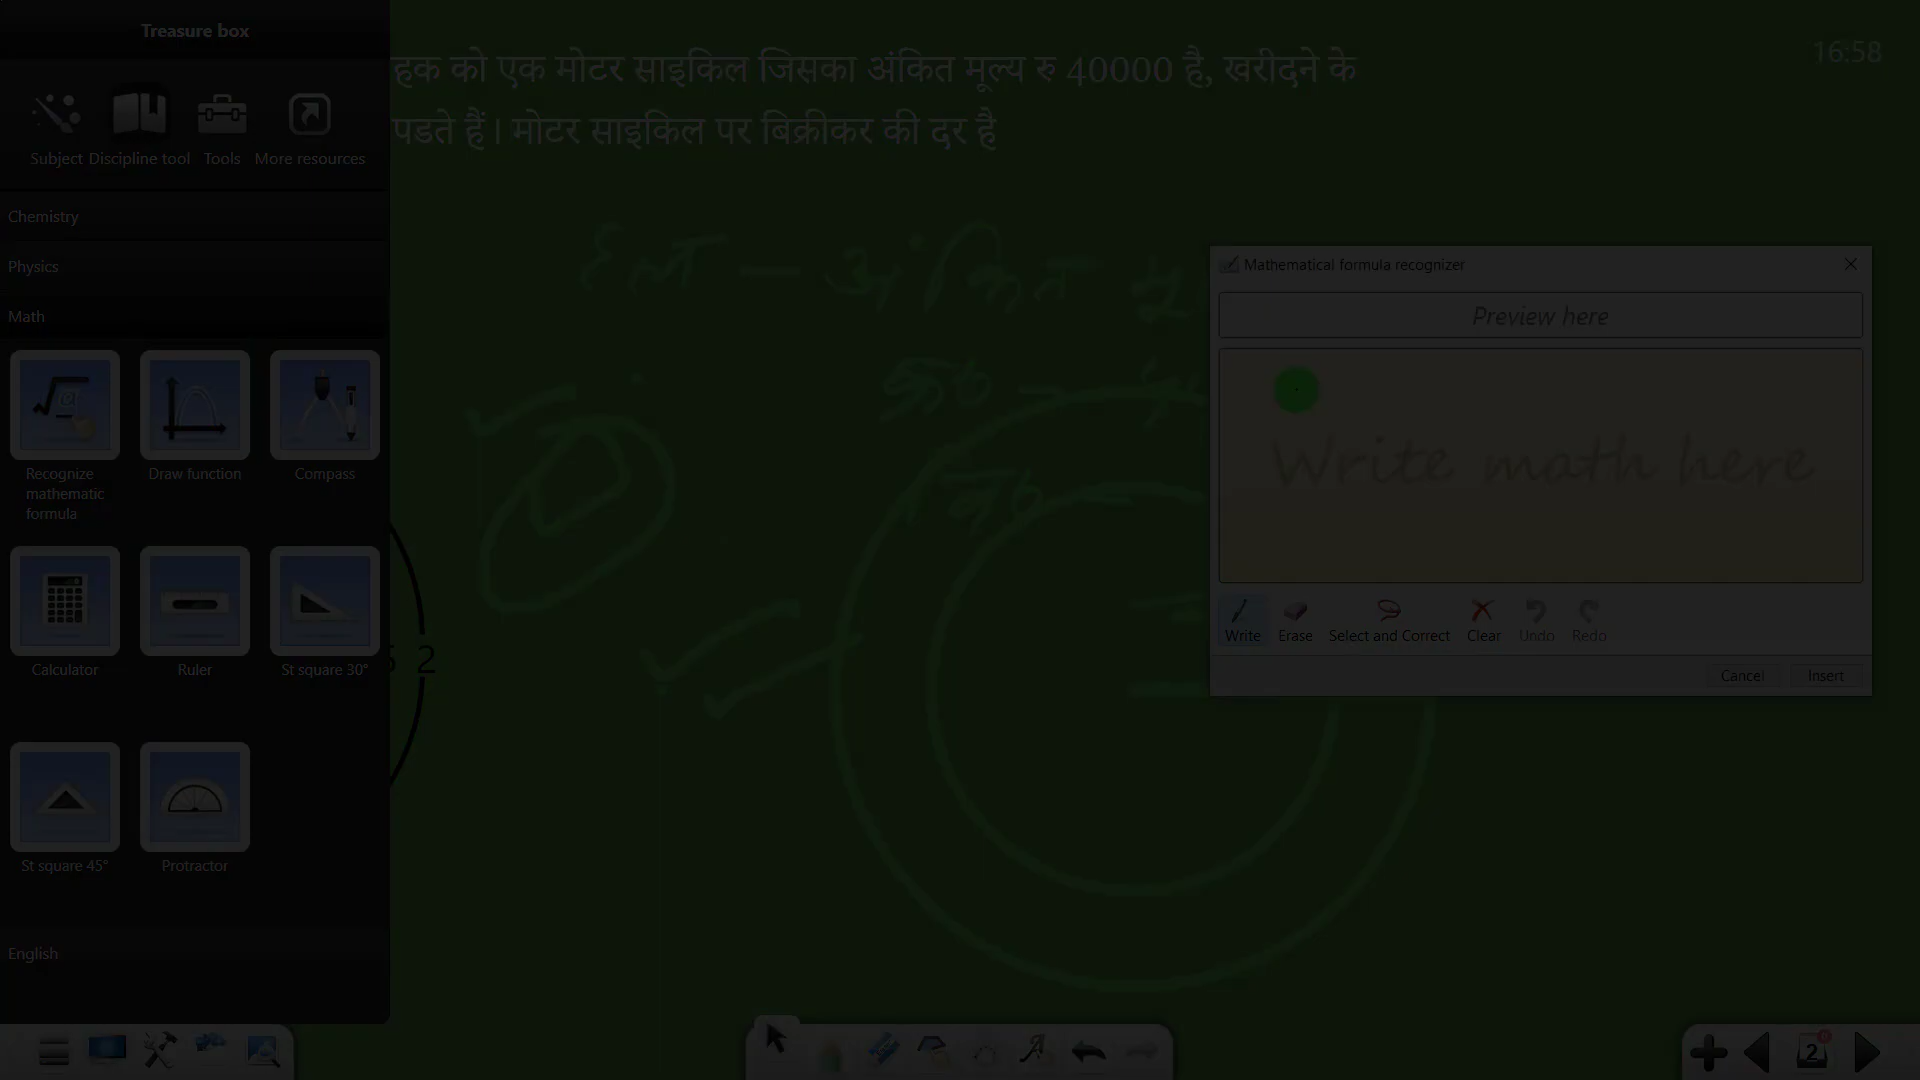 Treasure box
Subject
Discipline tool
Tools
More resources
Chemistry
Physics
Math
Recognize mathematic formula
Draw function
Compass
Calculator
Ruler
St square 30°
St square 45°
Protractor
English
हक को एक मोटर साइकिल जिसका अंकित मूल्य रु 40000 है, खरीदने के
पडते हैं। मोटर साइकिल पर बिक्रीकर की दर है
16:58
हल — अंकित मू
2
Mathematical formula recognizer
Preview here
Write math here
Write
Erase
Select and Correct
Clear
Undo
Redo
Cancel
Insert
2